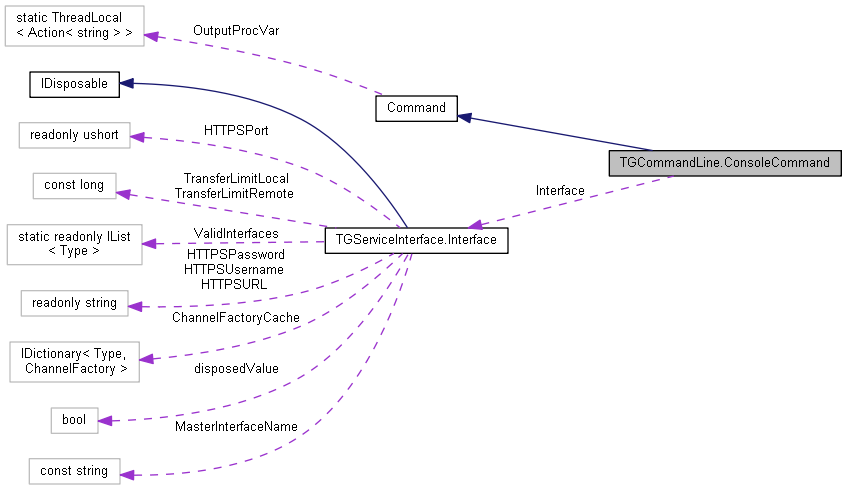 static ThreadLocal
< Action< string > >
OutputProcVar
IDisposable
Command
readonly ushort
HTTPSPort
TGCommandLine.ConsoleCommand
const long
TransferLimitLocal
TransferLimitRemote
Interface
static readonly IList
< Type >
ValidInterfaces
TGServiceInterface.Interface
HTTPSPassword
HTTPSUsername
HTTPSURL
readonly string
ChannelFactoryCache
IDictionary< Type,
ChannelFactory >
disposedValue
bool
MasterInterfaceName
const string